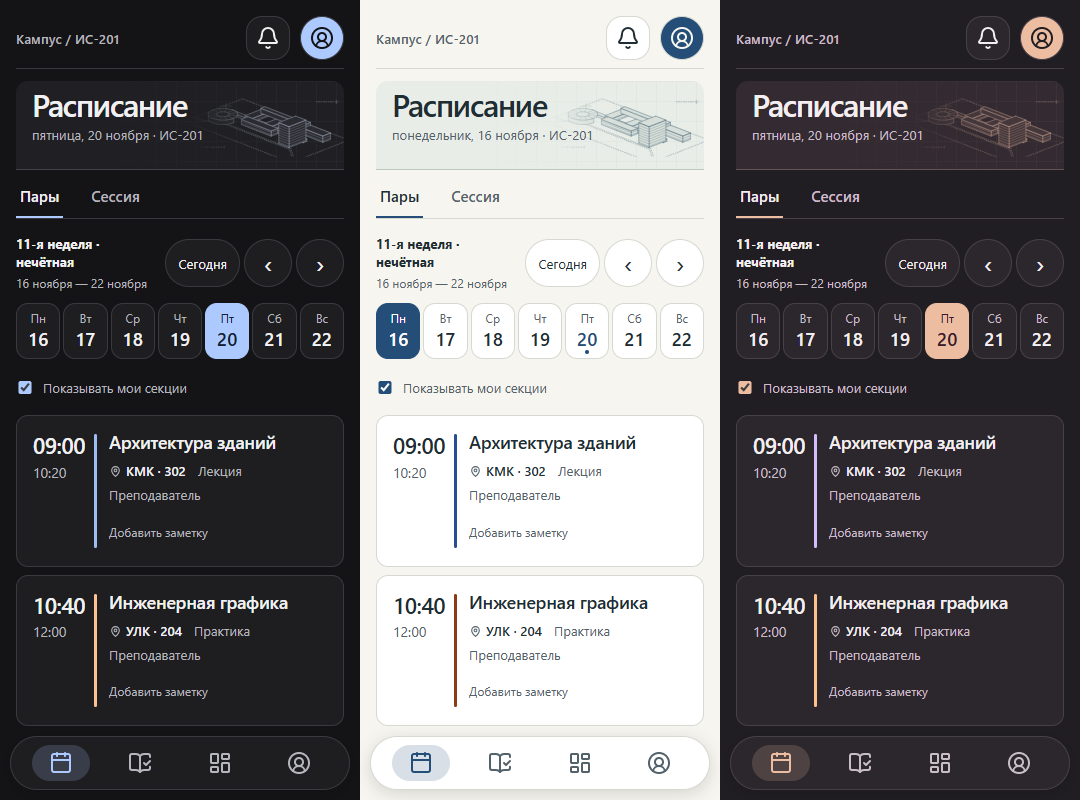 Кампус / ИС-201
Расписание
пятница, 20 ноября · ИС-201
Пары Сессия
11-я неделя ·
нечётная
16 ноября — 22 ноября
Сегодня ‹ ›
Пн Вт Ср Чт Пт Сб Вс
16 17 18 19 20 21 22
Показывать мои секции
09:00 Архитектура зданий
10:20 КМК · 302 Лекция
Преподаватель
Добавить заметку
10:40 Инженерная графика
12:00 УЛК · 204 Практика
Преподаватель
Добавить заметку
Кампус / ИС-201
Расписание
понедельник, 16 ноября · ИС-201
Пары Сессия
11-я неделя ·
нечётная
16 ноября — 22 ноября
Сегодня ‹ ›
Пн Вт Ср Чт Пт Сб Вс
16 17 18 19 20 21 22
Показывать мои секции
09:00 Архитектура зданий
10:20 КМК · 302 Лекция
Преподаватель
Добавить заметку
10:40 Инженерная графика
12:00 УЛК · 204 Практика
Преподаватель
Добавить заметку
Кампус / ИС-201
Расписание
пятница, 20 ноября · ИС-201
Пары Сессия
11-я неделя ·
нечётная
16 ноября — 22 ноября
Сегодня ‹ ›
Пн Вт Ср Чт Пт Сб Вс
16 17 18 19 20 21 22
Показывать мои секции
09:00 Архитектура зданий
10:20 КМК · 302 Лекция
Преподаватель
Добавить заметку
10:40 Инженерная графика
12:00 УЛК · 204 Практика
Преподаватель
Добавить заметку